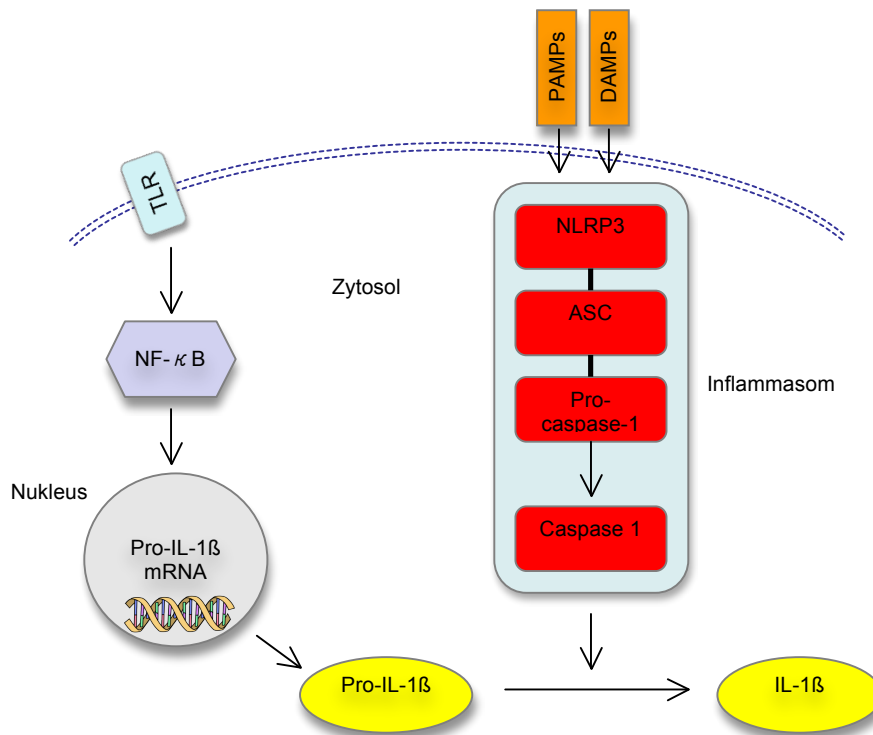 PAMPs
DAMPs
TLR
NLRP3
Zytosol
ASC
NF-κB
Inflammasom
Pro-
caspase-1
Nukleus
Caspase 1
Pro-IL-1ß
mRNA
Pro-IL-1ß
IL-1ß